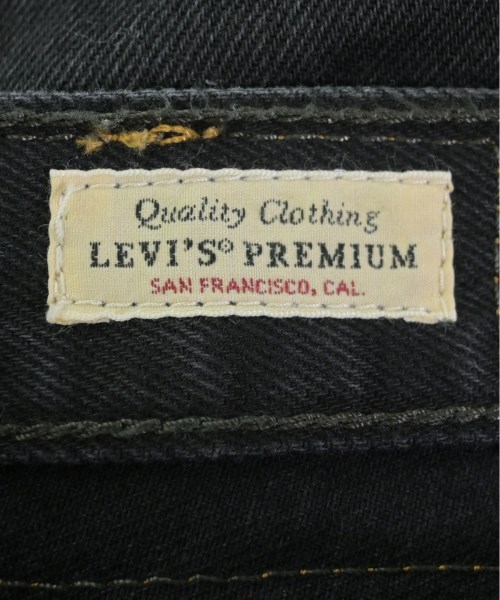 Quality Clothing
LEVI'S® PREMIUM
SAN FRANCISCO, CAL.